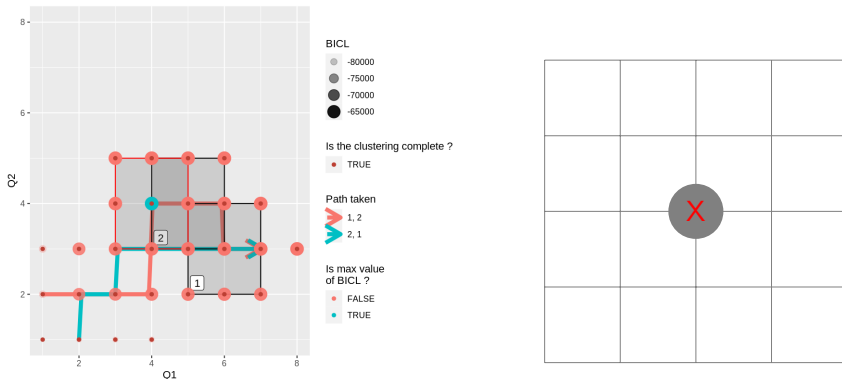 8
6
4
2
Q2
2
4
6
8
Q1
2
1
BICL
-80000
-75000
-70000
-65000
Is the clustering complete ?
TRUE
Path taken
1, 2
2, 1
Is max value
of BICL ?
FALSE
TRUE
X